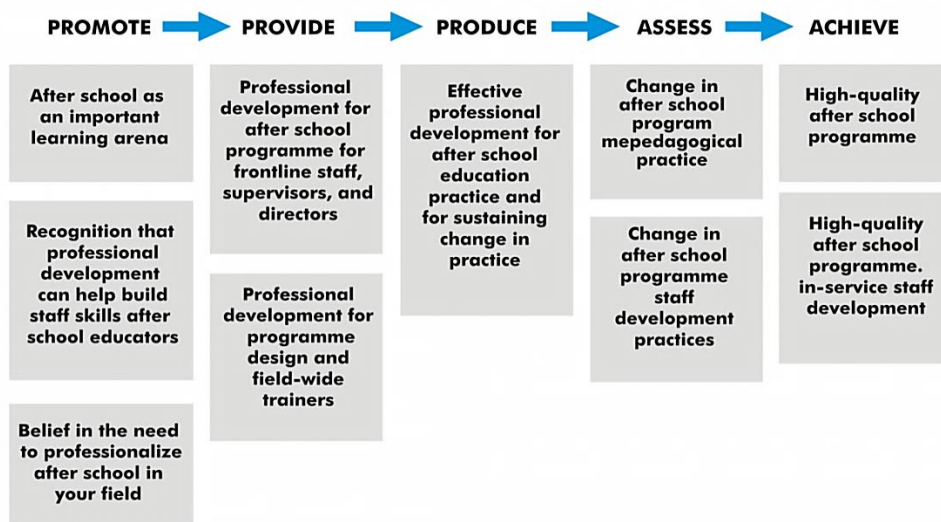 PROMOTE PROVIDE PRODUCE ASSESS ACHIEVE
After school as
an important
learning arena
Recognition that
professional
development
can help build
staff skills after
school educators
Belief in the need
to professionalize
after school in
your field
Professional
development for
after school
programme for
frontline staff,
supervisors, and
directors
Professional
development for
programme
design and
field-wide
trainers
Effective
professional
development for
after school
education
practice and
for sustaining
change in
practice
Change in
after school
program
mepedagogical
practice
Change in
after school
programme
staff
development
practices
High-quality
after school
programme
High-quality
after school
programme.
in-service staff
development